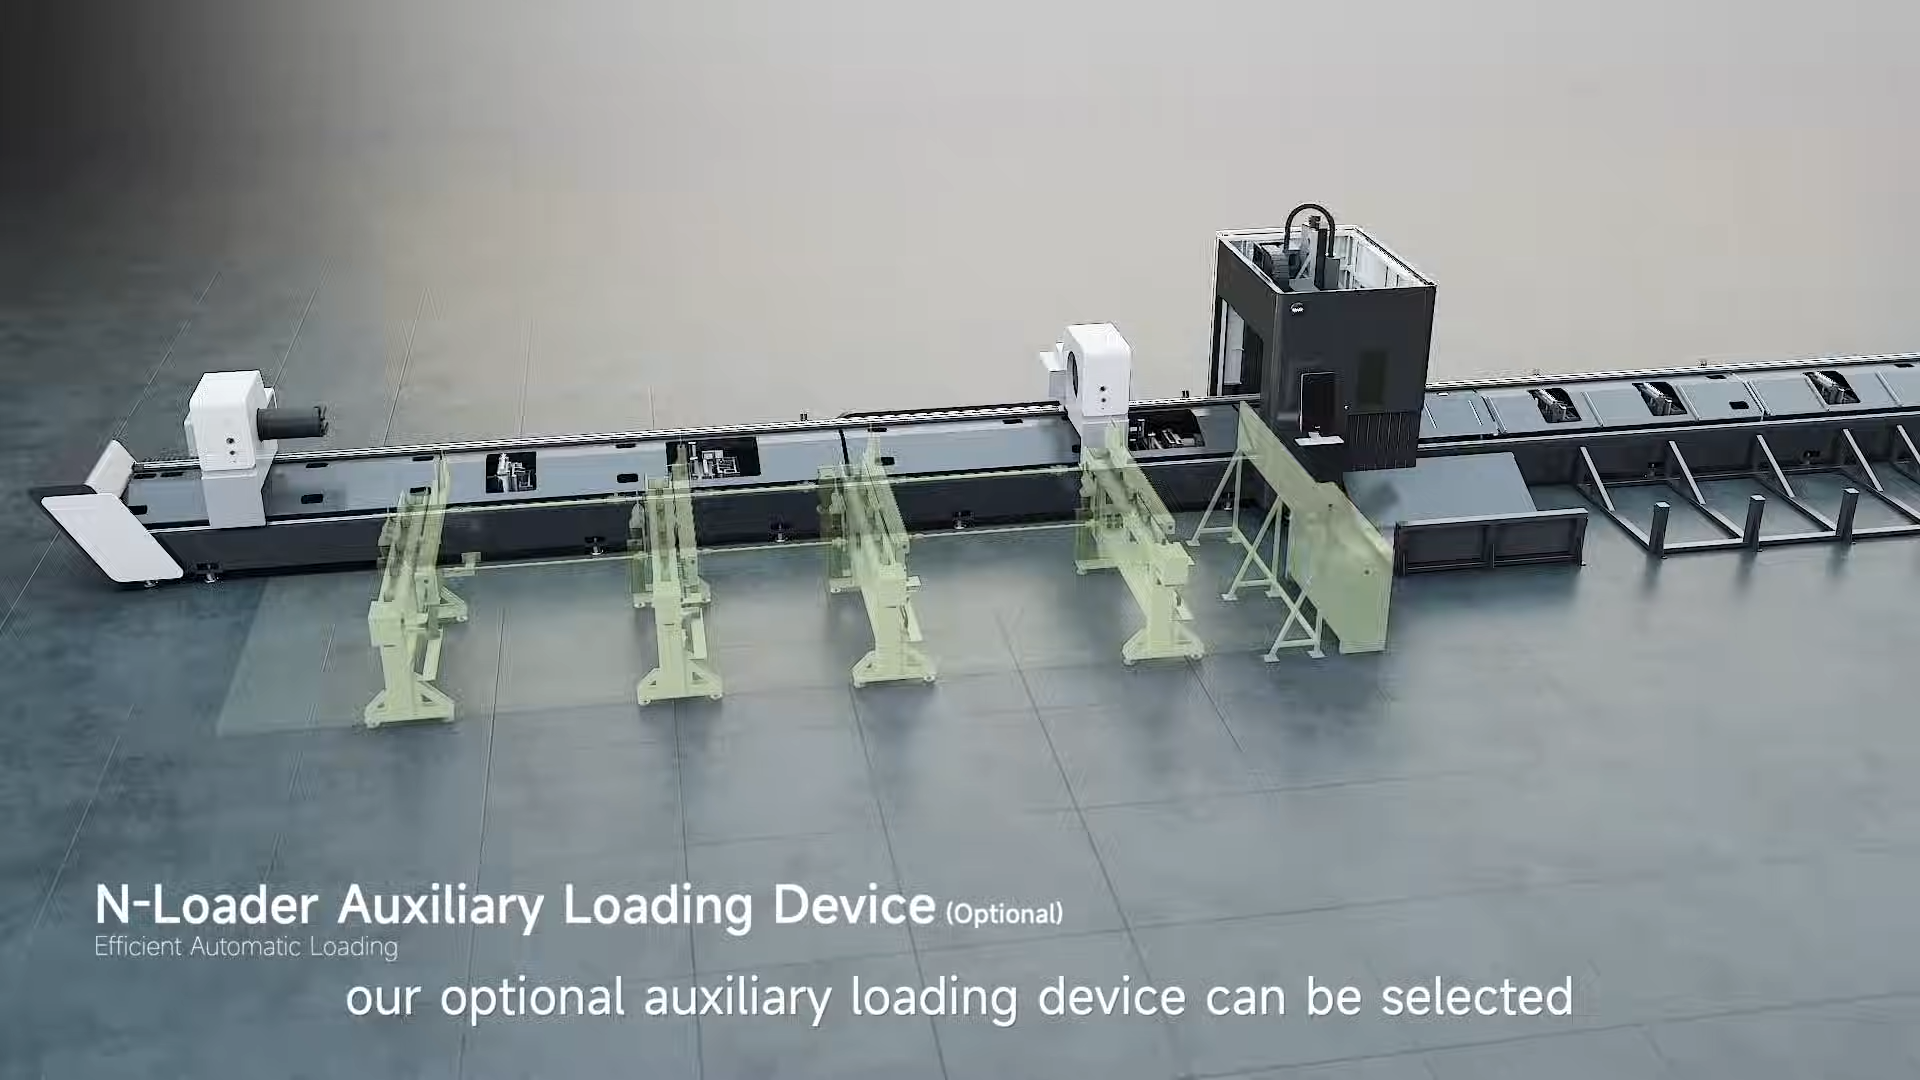 N-Loader Auxiliary Loading Device (Optional)
Efficient Automatic Loading
our optional auxiliary loading device can be selected